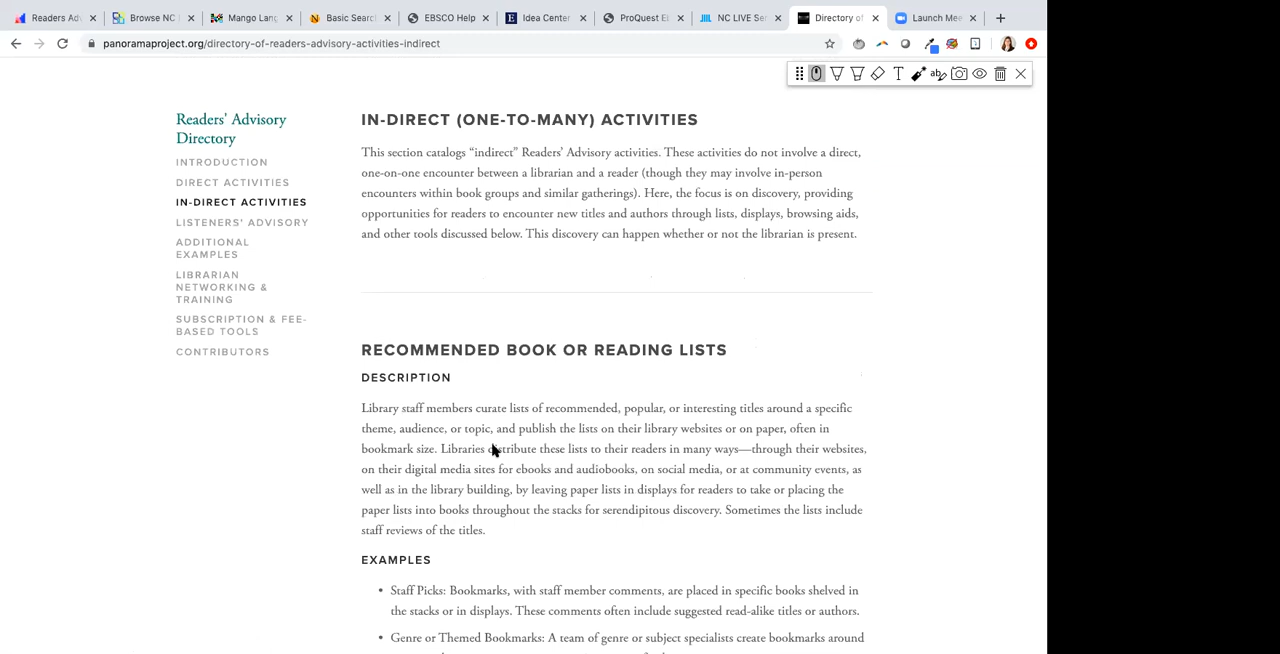 Readers Adv
Browse NC
Mango Lang
Basic Search
EBSCO Help
Idea Center
ProQuest E
NC LIVE Ser
Directory of
Launch Mee
panoramaproject.org/directory-of-readers-advisory-activities-indirect
T
ab
Readers' Advisory
Directory
INTRODUCTION
DIRECT ACTIVITIES
IN-DIRECT ACTIVITIES
LISTENERS' ADVISORY
ADDITIONAL
EXAMPLES
LIBRARIAN
NETWORKING &
TRAINING
SUBSCRIPTION & FEE-
BASED TOOLS
CONTRIBUTORS
IN-DIRECT (ONE-TO-MANY) ACTIVITIES
This section catalogs “indirect” Readers’ Advisory activities. These activities do not involve a direct,
one-on-one encounter between a librarian and a reader (though they may involve in-person
encounters within book groups and similar gatherings). Here, the focus is on discovery, providing
opportunities for readers to encounter new titles and authors through lists, displays, browsing aids,
and other tools discussed below. This discovery can happen whether or not the librarian is present.
RECOMMENDED BOOK OR READING LISTS
DESCRIPTION
Library staff members curate lists of recommended, popular, or interesting titles around a specific
theme, audience, or topic, and publish the lists on their library websites or on paper, often in
bookmark size. Libraries distribute these lists to their readers in many ways—through their websites,
on their digital media sites for ebooks and audiobooks, on social media, or at community events, as
well as in the library building, by leaving paper lists in displays for readers to take or placing the
paper lists into books throughout the stacks for serendipitous discovery. Sometimes the lists include
staff reviews of the titles.
EXAMPLES
• Staff Picks: Bookmarks, with staff member comments, are placed in specific books shelved in
the stacks or in displays. These comments often include suggested read-alike titles or authors.
• Genre or Themed Bookmarks: A team of genre or subject specialists create bookmarks around